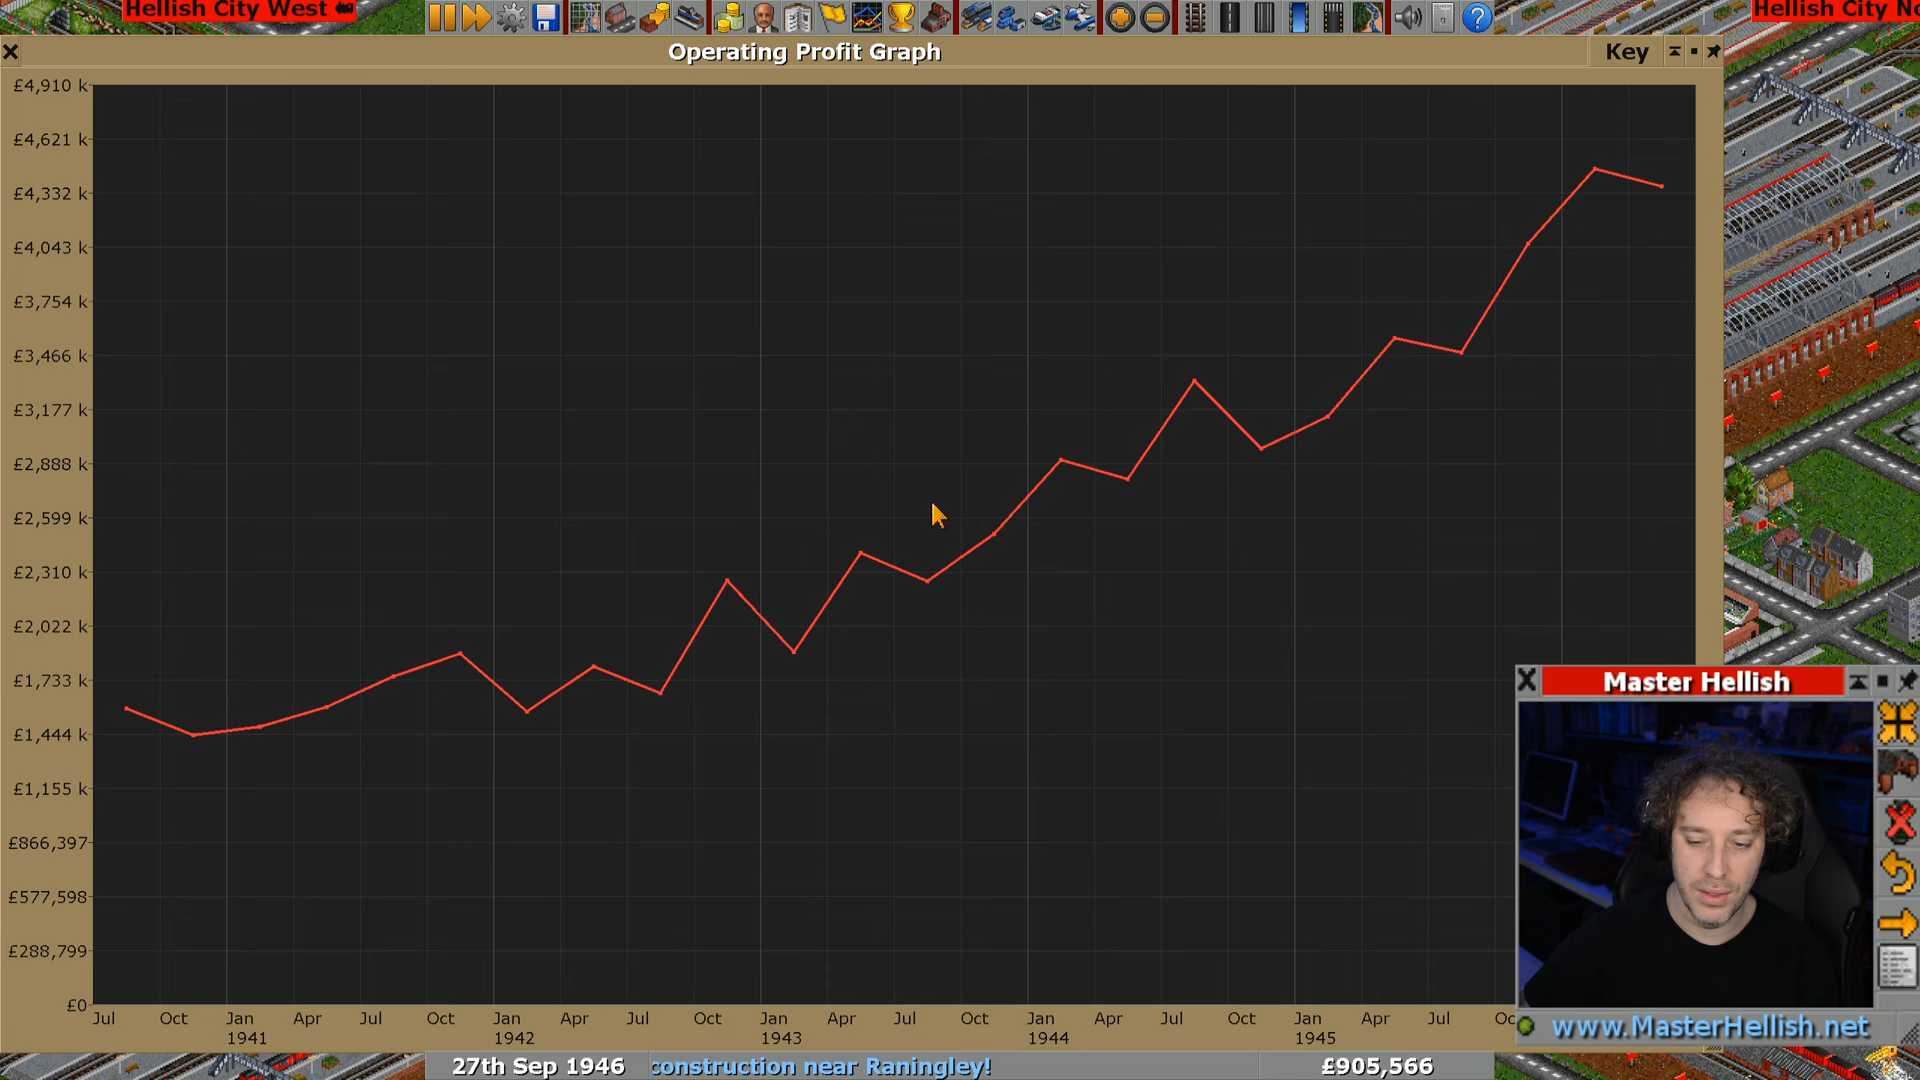 Hellish City West
Hellish City No
Operating Profit Graph
Key
£4,910 k
£4,621 k
£4,332 k
£4,043 k
£3,754 k
£3,466 k
£3,177 k
£2,888 k
£2,599 k
£2,310 k
£2,022 k
£1,733 k
£1,444 k
£1,155 k
£866,397
£577,598
£288,799
£0
Jul Oct Jan Apr Jul Oct Jan Apr Jul Oct Jan Apr Jul Oct Jan Apr Jul Oct Jan Apr Jul Oc
1941 1942 1943 1944 1945
Master Hellish
www.MasterHellish.net
27th Sep 1946
construction near Raningley!
£905,566